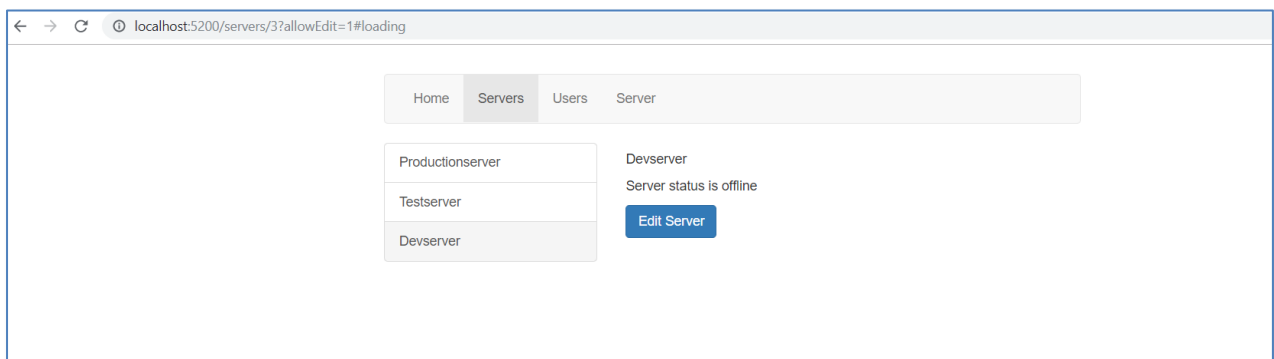 localhost:5200/servers/3?allowEdit=1#loading
Home Servers Users Server
Productionserver
Testserver
Devserver
Devserver
Server status is offline
Edit Server